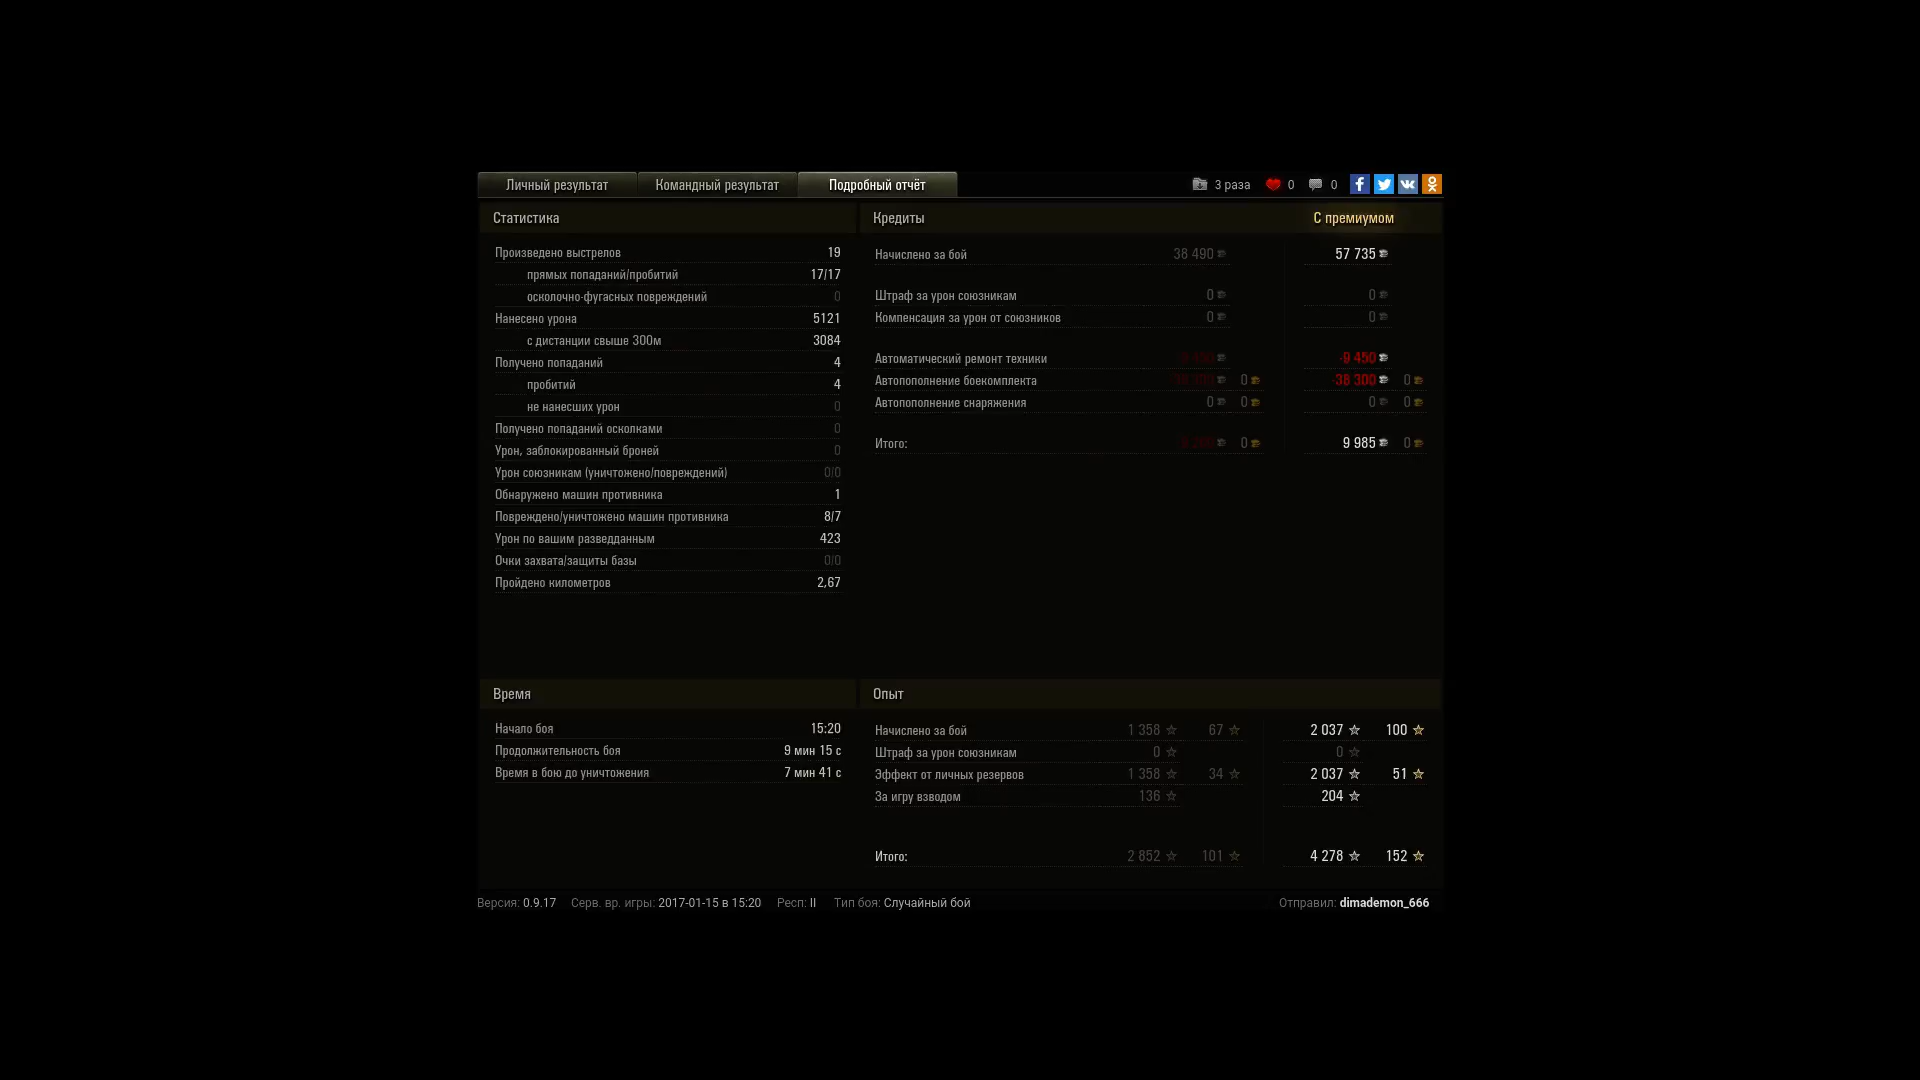 Личный результат Командный результат Подробный отчёт 3 раза 0 0
Статистика
Произведено выстрелов 19
прямых попаданий/пробитий 17/17
осколочно-фугасных повреждений 0
Нанесено урона 5121
с дистанции свыше 300м 3084
Получено попаданий 4
пробитий 4
не нанесших урон 0
Получено попаданий осколками 0
Урон, заблокированный броней 0
Урон союзникам (уничтожено/повреждений) 0/0
Обнаружено машин противника 1
Повреждено/уничтожено машин противника 8/7
Урон по вашим разведданным 423
Очки захвата/защиты базы 0/0
Пройдено километров 2,67
Кредиты С премиумом
Начислено за бой 38 490 57 735
Штраф за урон союзникам 0 0
Компенсация за урон от союзников 0 0
Автоматический ремонт техники -9 450 -9 450
Автопополнение боекомплекта -38 300 0 -38 300 0
Автопополнение снаряжения 0 0 0 0
Итого: 0 9 985 0
Время
Начало боя 15:20
Продолжительность боя 9 мин 15 с
Время в бою до уничтожения 7 мин 41 с
Опыт
Начислено за бой 1 358 67 2 037 100
Штраф за урон союзникам 0 0
Эффект от личных резервов 1 358 34 2 037 51
За игру взводом 136 204
Итого: 2 852 101 4 278 152
Версия: 0.9.17 Серв. вр. игры: 2017-01-15 в 15:20 Респ: II Тип боя: Случайный бой Отправил: dimademon_666